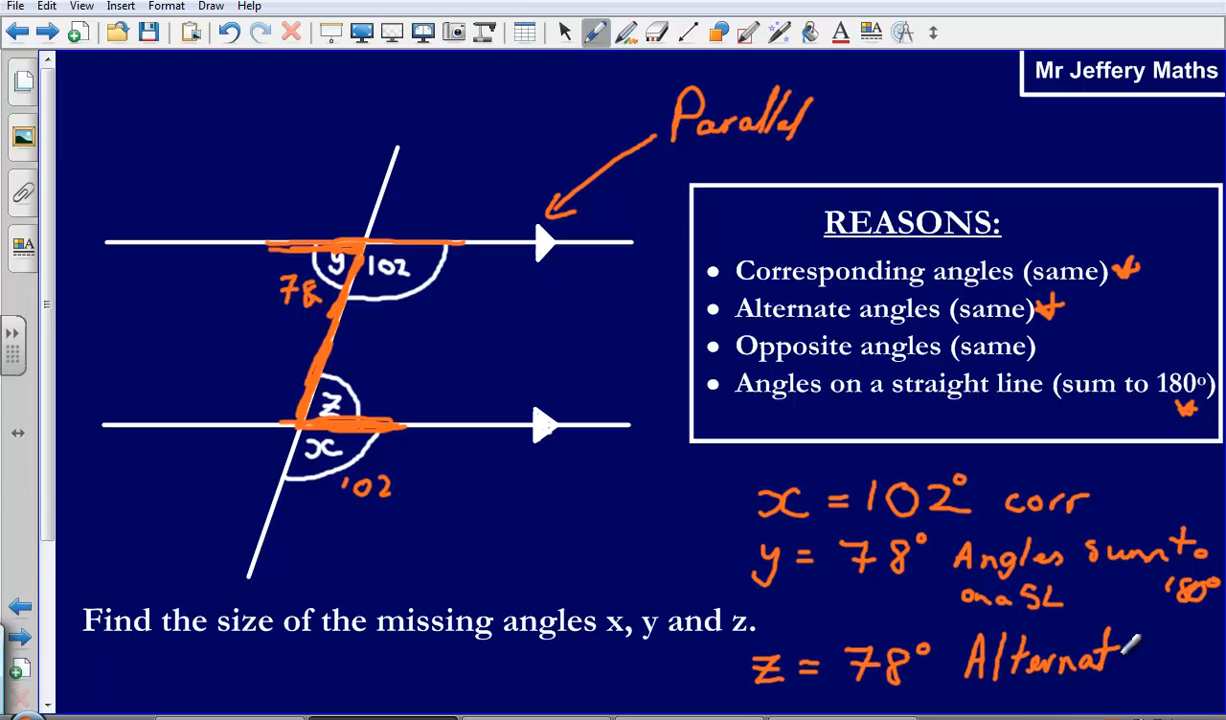 File Edit View Insert Format Draw Help
Mr Jeffery Maths
Parallel
REASONS:
• Corresponding angles (same)
• Alternate angles (same)
• Opposite angles (same)
• Angles on a straight line (sum to 180º)
y 102
78
z
x
102
x = 102° corr
y = 78° Angles sum to
on a SL 180°
Find the size of the missing angles x, y and z.
z = 78° Alternat